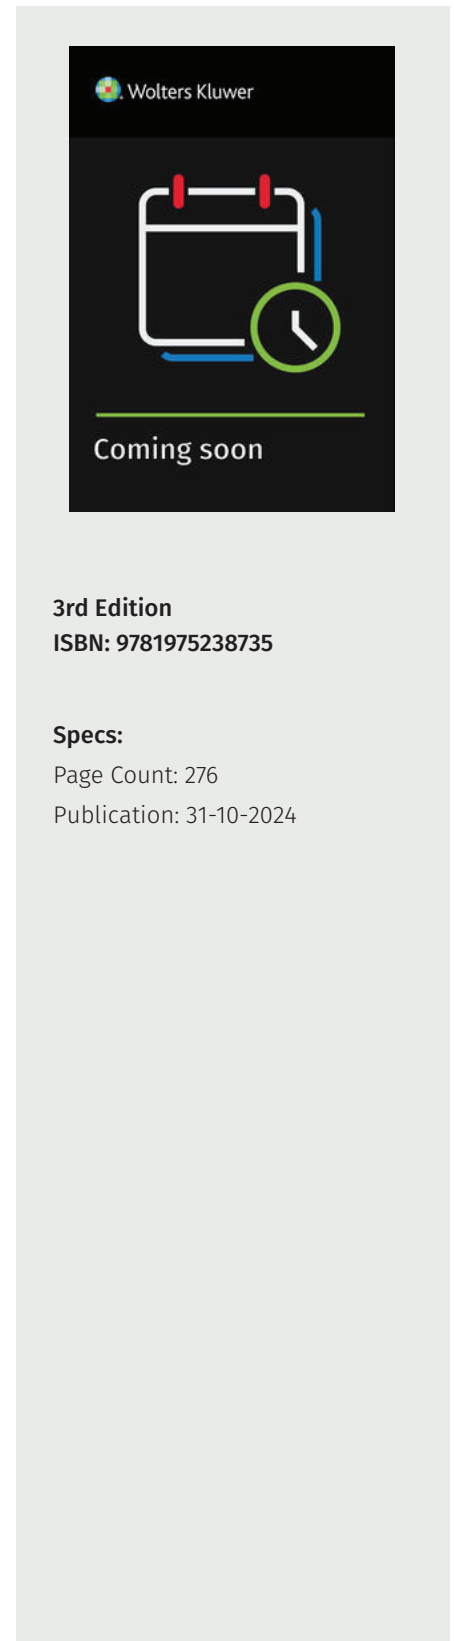 Wolters Kluwer
Coming soon
3rd Edition
ISBN: 9781975238735
Specs:
Page Count: 276
Publication: 31-10-2024